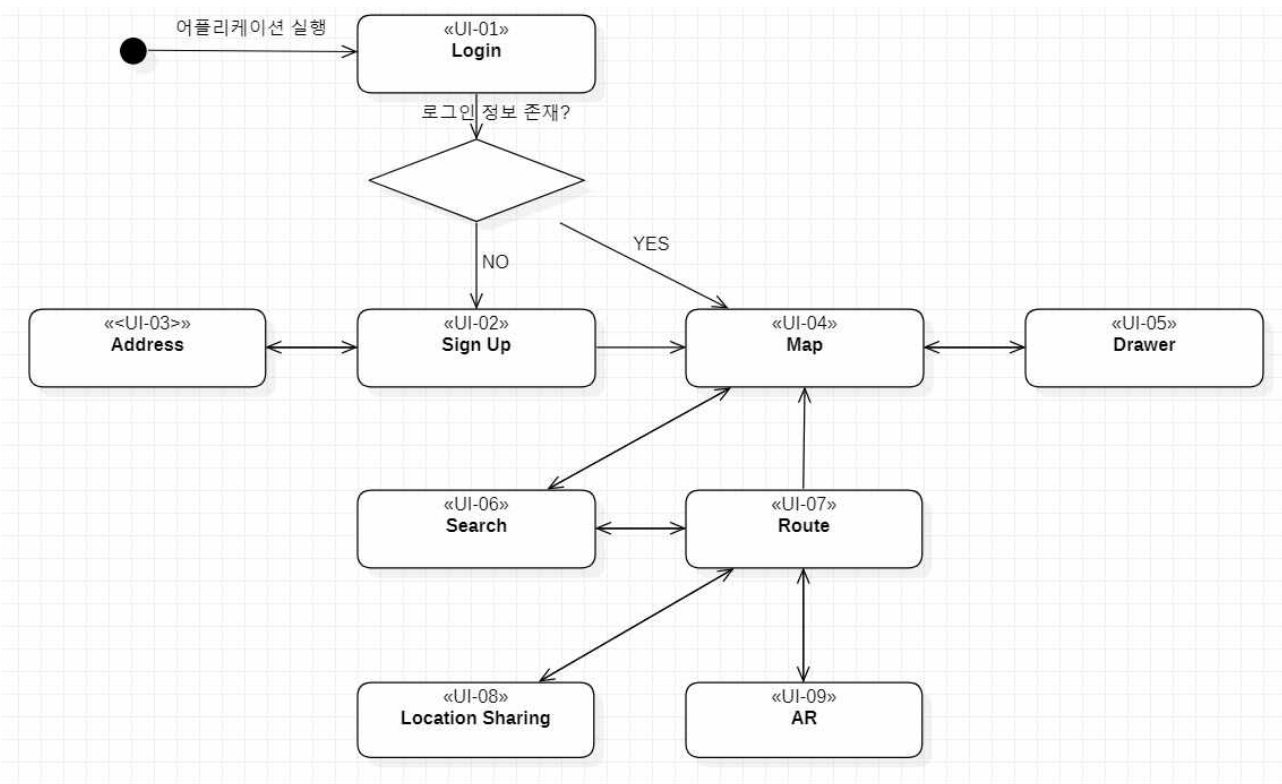 어플리케이션 실행
«UI-01»
Login
로그인 정보 존재?
YES
NO
«<UI-03>»
Address
«UI-02»
Sign Up
«UI-04»
Map
«UI-05»
Drawer
«UI-06»
Search
«UI-07»
Route
«UI-08»
Location Sharing
«UI-09»
AR